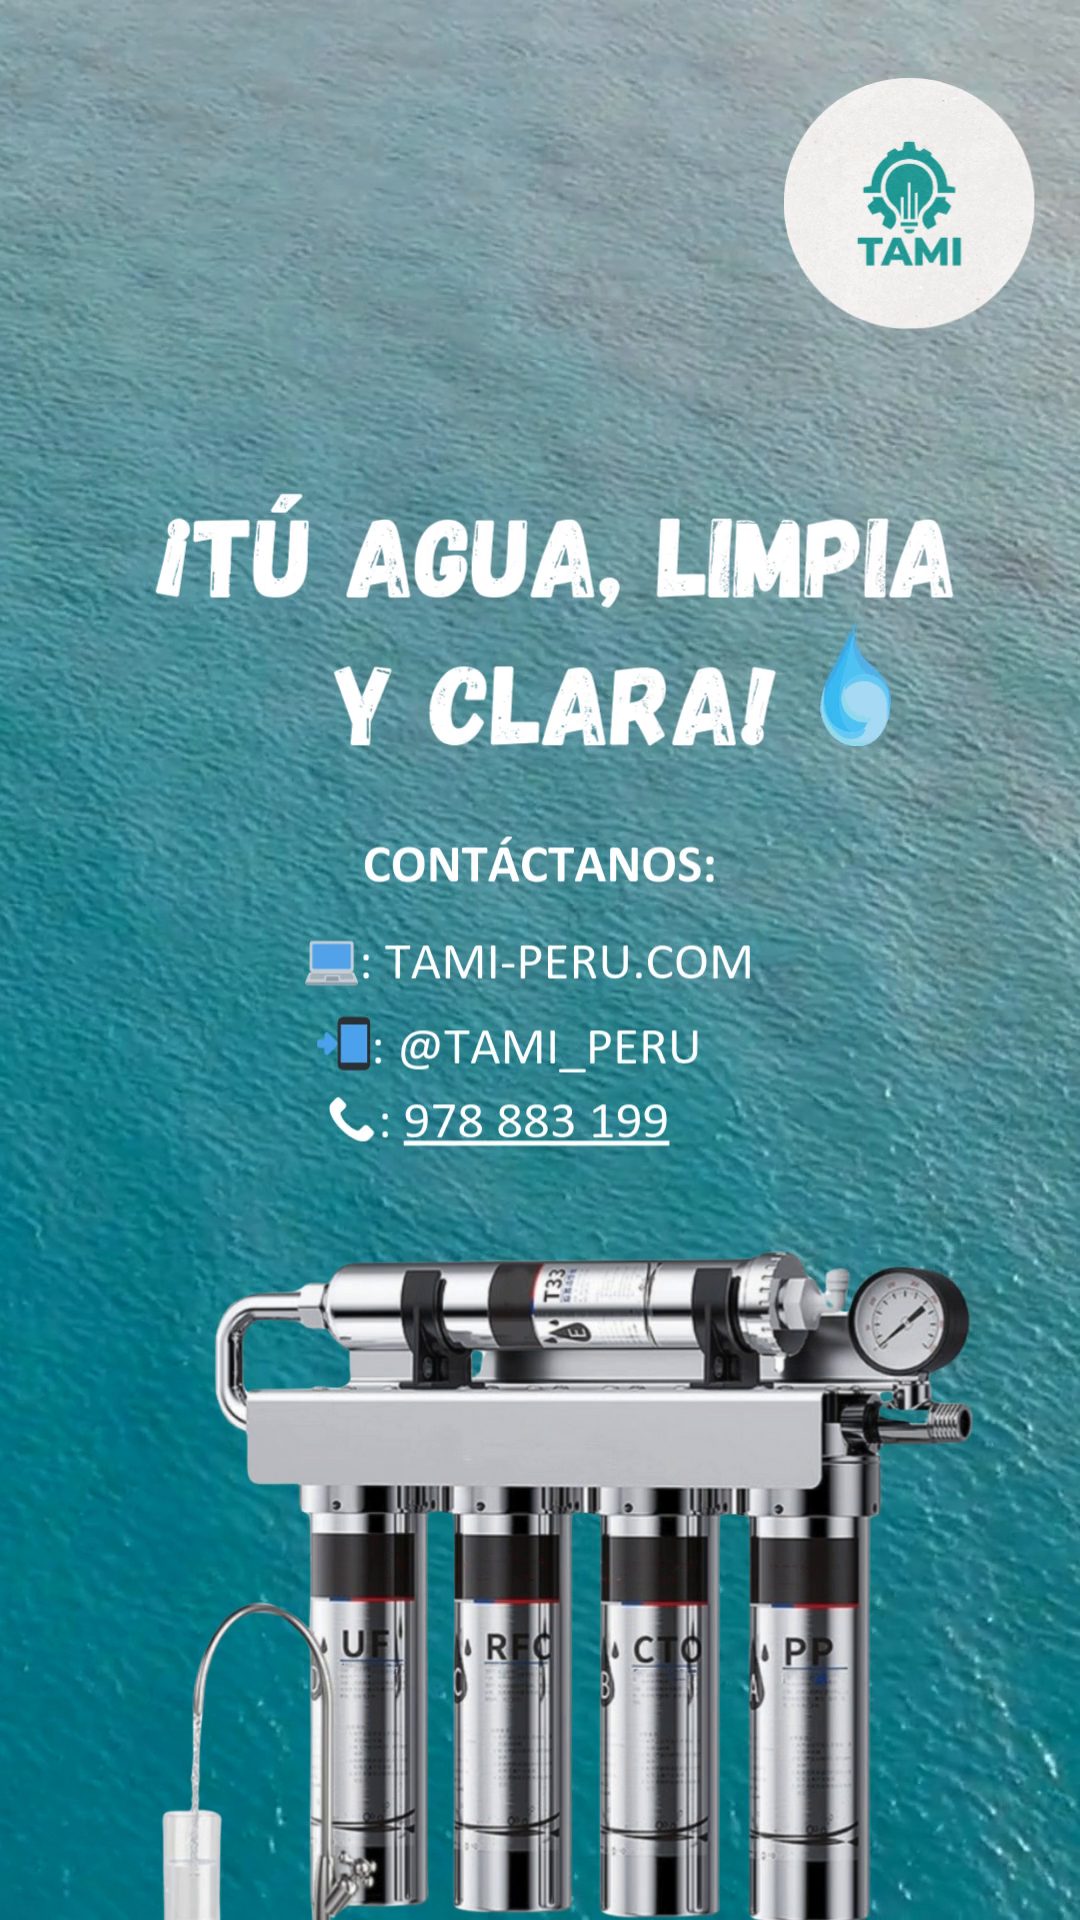 TAMI
¡TÚ AGUA, LIMPIA
Y CLARA!
CONTÁCTANOS:
: TAMI-PERU.COM
: @TAMI_PERU
: 978 883 199
T33
E
UF
RFC
CTO
PP
D
C
B
A